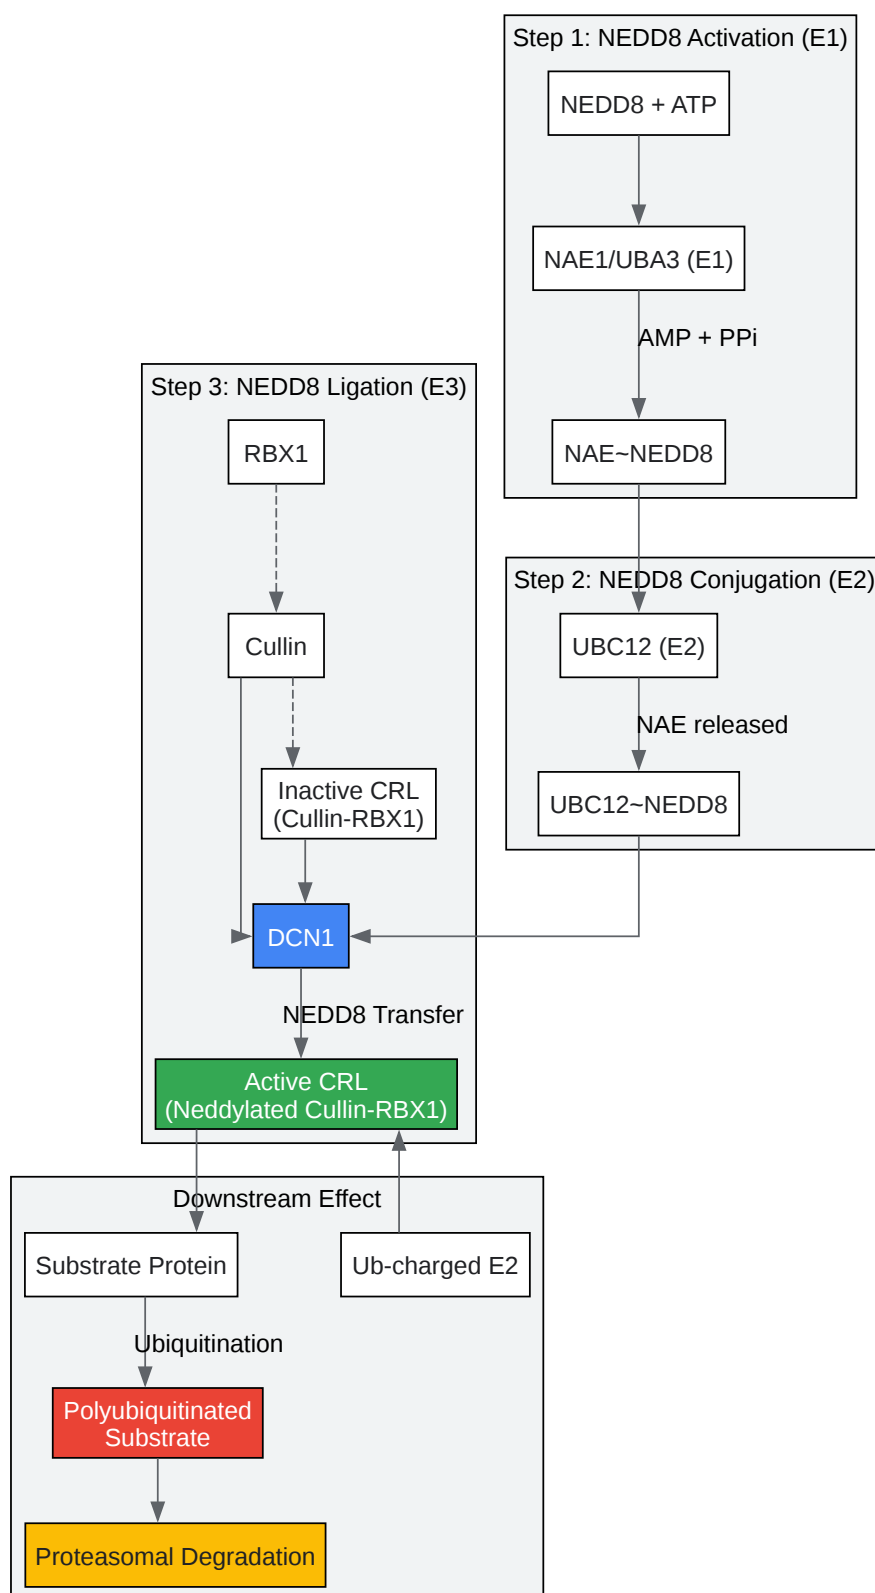 Step 1: NEDD8 Activation (E1)
NEDD8 + ATP
NAE1/UBA3 (E1)
AMP + PPi
NAE~NEDD8
Step 2: NEDD8 Conjugation (E2)
UBC12 (E2)
NAE released
UBC12~NEDD8
Step 3: NEDD8 Ligation (E3)
RBX1
Cullin
Inactive CRL
(Cullin-RBX1)
DCN1
NEDD8 Transfer
Active CRL
(Neddylated Cullin-RBX1)
Downstream Effect
Substrate Protein
Ub-charged E2
Ubiquitination
Polyubiquitinated
Substrate
Proteasomal Degradation